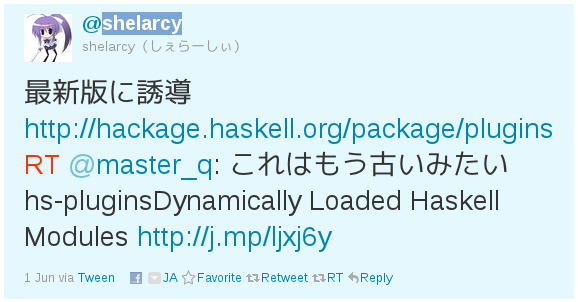 @shelarcy
shelarcy（しぇらーしぃ）
最新版に誘導
http://hackage.haskell.org/package/plugins
RT @master_q: これはもう古いみたい
hs-pluginsDynamically Loaded Haskell
Modules http://j.mp/ljxj6y
1 Jun via Tween JA Favorite Retweet RT Reply